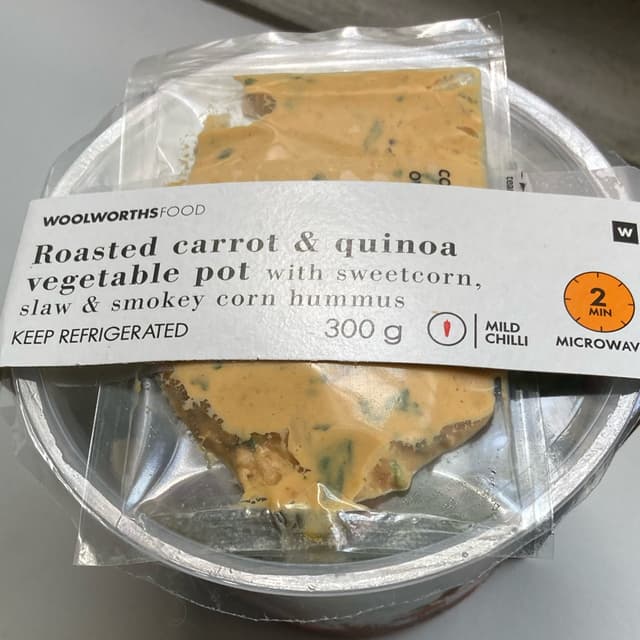 WOOLWORTHSFOOD
W
Roasted carrot & quinoa
vegetable pot with sweetcorn,
slaw & smokey corn hummus
KEEP REFRIGERATED
300 g
MILD
CHILLI
2
MIN
MICROWAV